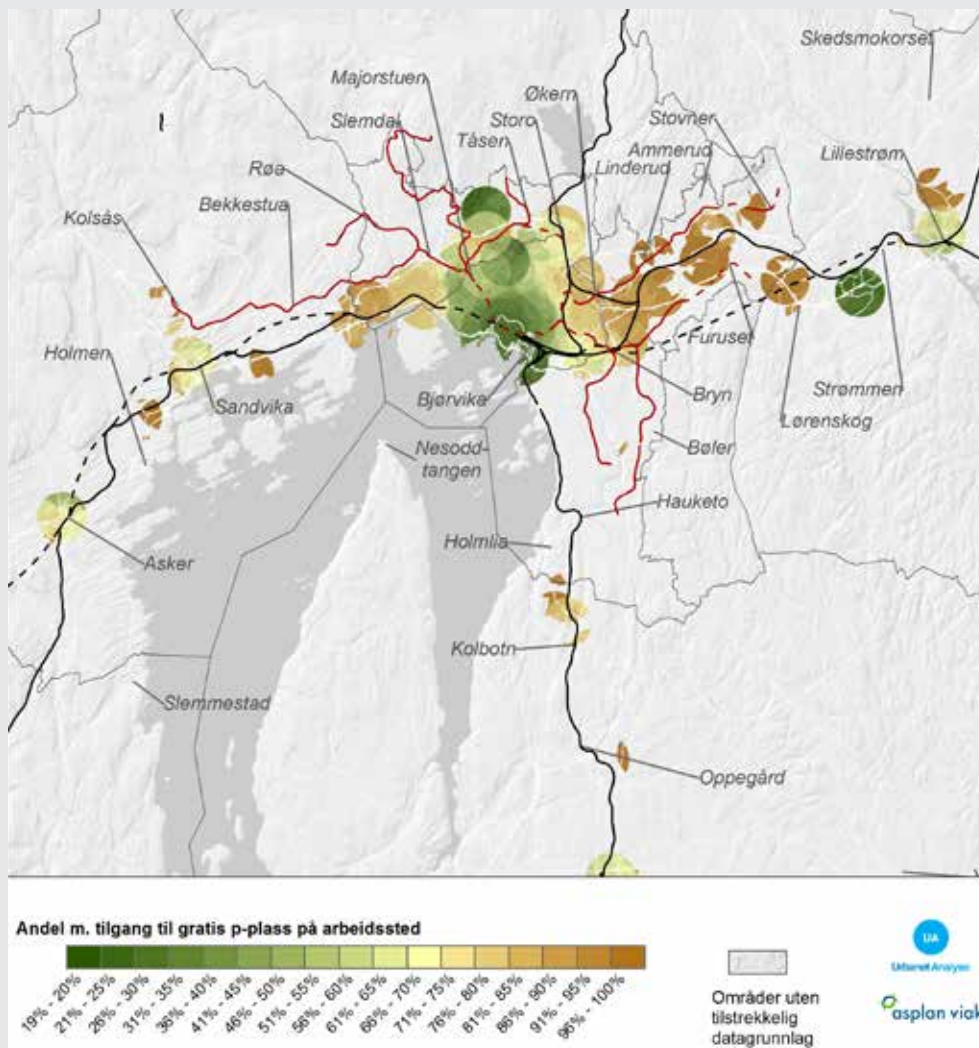 Skedsmokorset
Majorstuen
Slemdal
Økern
Storo
Tåsen
Stovner
Ammerud
Linderud
Lillestrøm
Røa
Bekkestua
Kolsås
Holmen
Sandvika
Bjørvika
Furuset
Bryn
Strømmen
Lørenskog
Nesodd-
tangen
Bøler
Hauketo
Asker
Holmlia
Kolbotn
Slemmestad
Oppegård
Andel m. tilgang til gratis p-plass på arbeidssted
19% - 20%
21% - 25%
26% - 30%
31% - 35%
36% - 40%
41% - 45%
46% - 50%
51% - 55%
56% - 60%
61% - 65%
66% - 70%
71% - 75%
76% - 80%
81% - 85%
86% - 90%
91% - 95%
96% - 100%
Områder uten
tilstrekkelig
datagrunnlag
UA
Urbanet Analyse
asplan viak